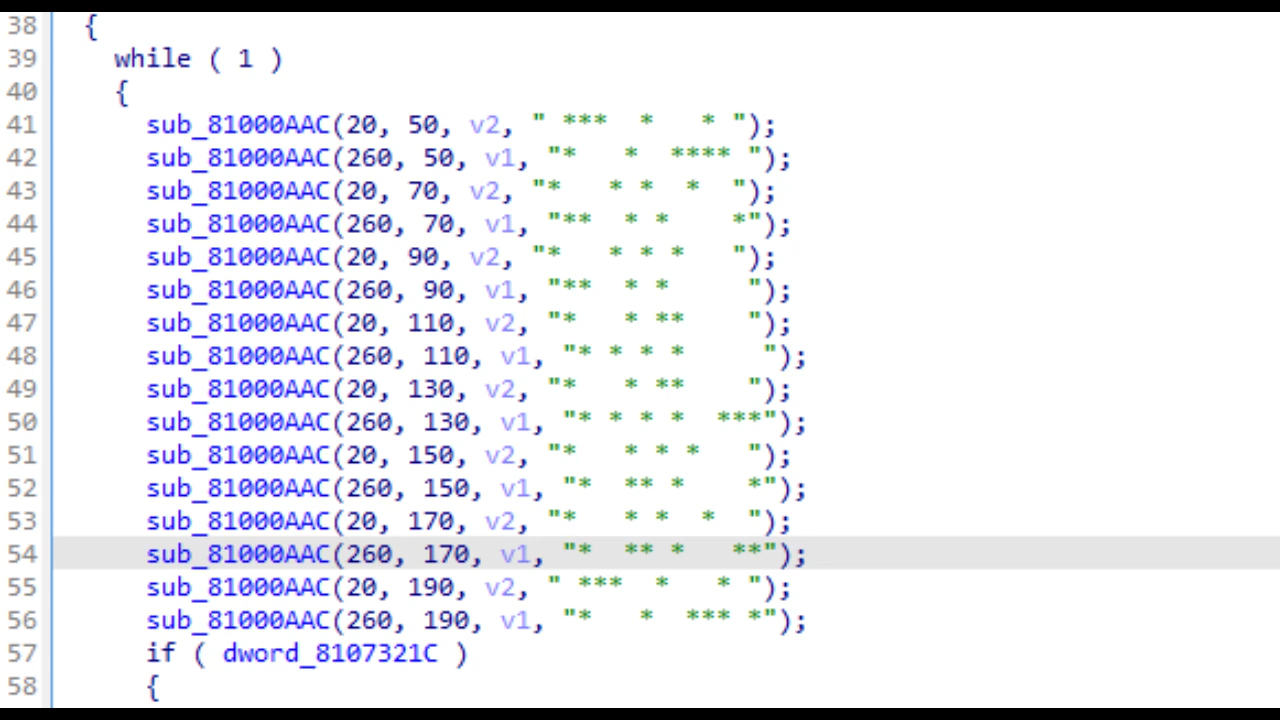 38 {
39 while ( 1 )
40 {
41 sub_81000AAC(20, 50, v2, " ***  *   * ");
42 sub_81000AAC(260, 50, v1, "*   *  **** ");
43 sub_81000AAC(20, 70, v2, "*   * *  *  ");
44 sub_81000AAC(260, 70, v1, "**  * *    *");
45 sub_81000AAC(20, 90, v2, "*   * * *   ");
46 sub_81000AAC(260, 90, v1, "**  * *     ");
47 sub_81000AAC(20, 110, v2, "*   * **    ");
48 sub_81000AAC(260, 110, v1, "* * * *     ");
49 sub_81000AAC(20, 130, v2, "*   * **    ");
50 sub_81000AAC(260, 130, v1, "* * * *  ***");
51 sub_81000AAC(20, 150, v2, "*   * * *   ");
52 sub_81000AAC(260, 150, v1, "*  ** *    *");
53 sub_81000AAC(20, 170, v2, "*   * *  *  ");
54 sub_81000AAC(260, 170, v1, "*  ** *   **");
55 sub_81000AAC(20, 190, v2, " ***  *   * ");
56 sub_81000AAC(260, 190, v1, "*   *  *** *");
57 if ( dword_8107321C )
58 {